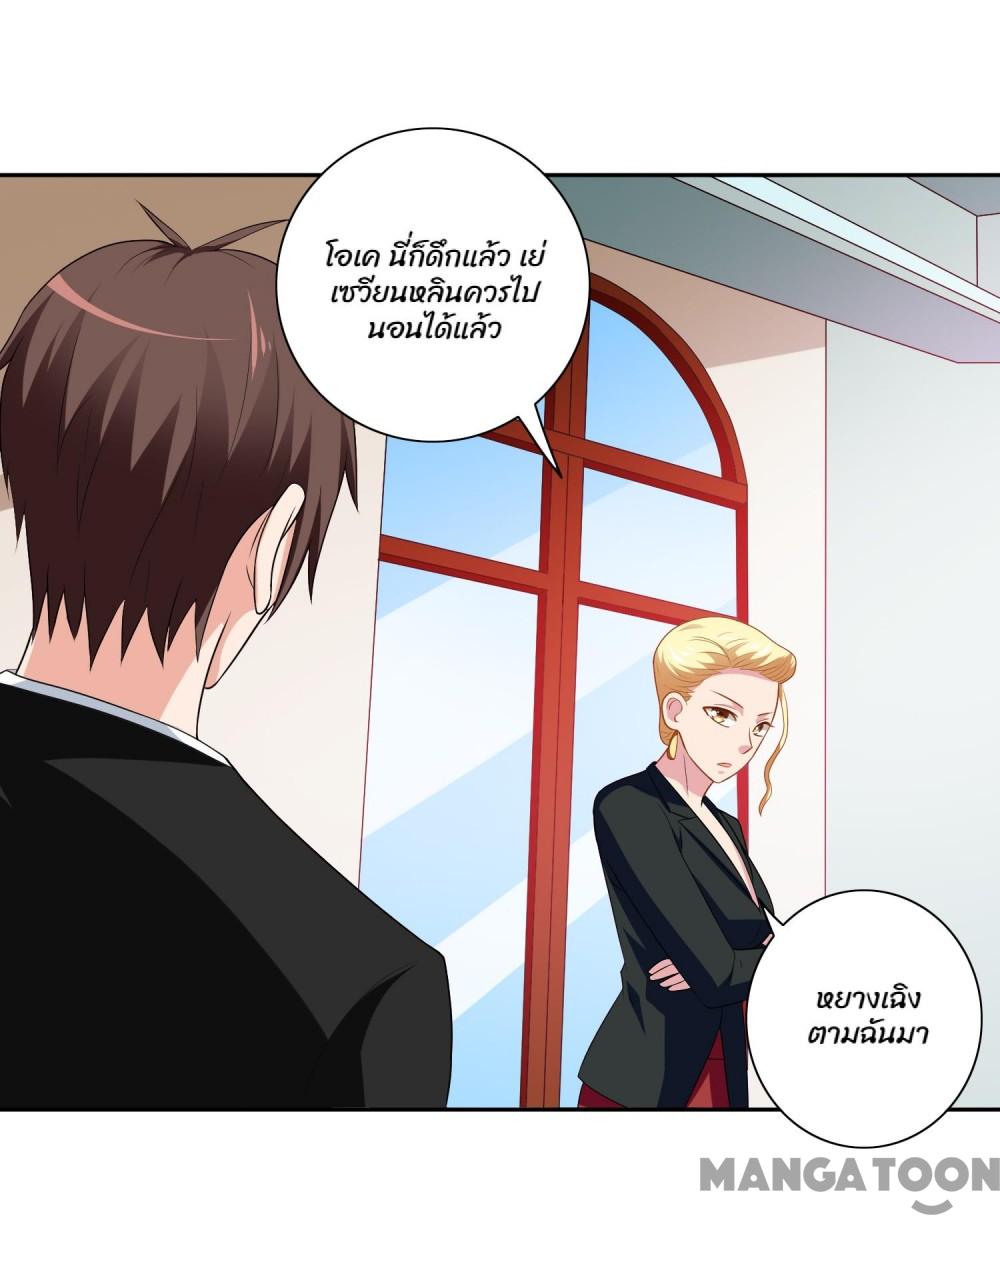 โอเค นี่ก็ดึกแล้ว เย่
เซวียนหลินควรไป
นอนได้แล้ว
หยางเฉิง
ตามฉันมา
MANGATOON